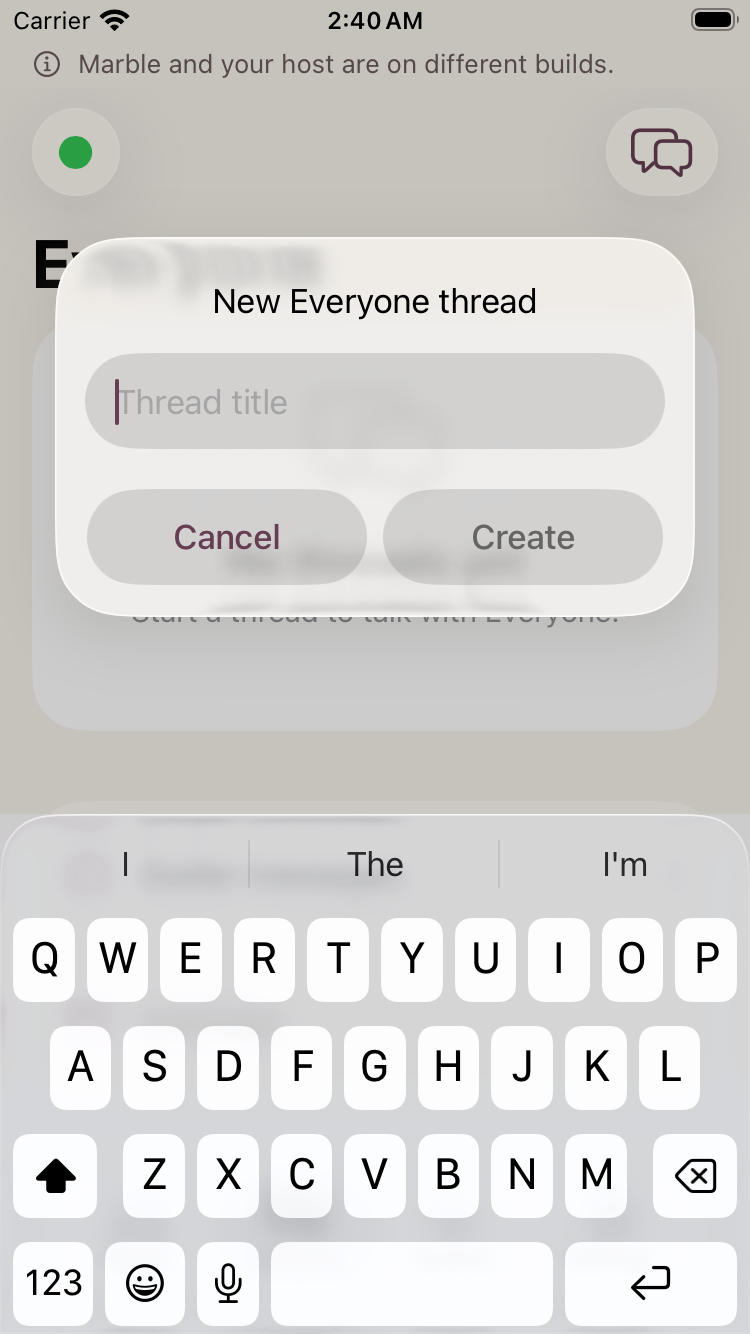 Carrier 2:40 AM
Marble and your host are on different builds.
New Everyone thread
Thread title
Cancel Create
Start a thread to talk with Everyone.
I The I'm
Q W E R T Y U I O P
A S D F G H J K L
Z X C V B N M
123